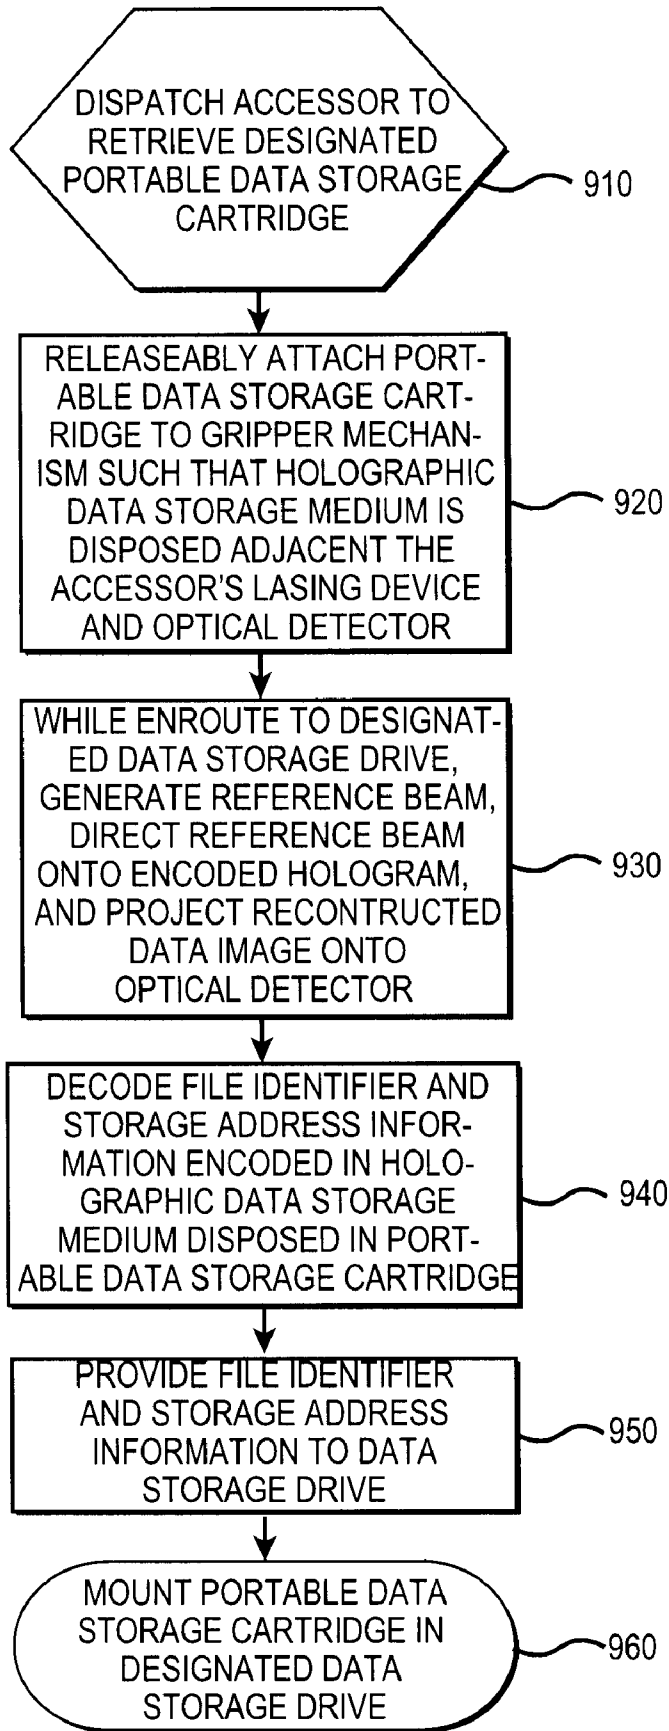 DISPATCH ACCESSOR TO
RETRIEVE DESIGNATED
PORTABLE DATA STORAGE
CARTRIDGE
910
RELEASEABLY ATTACH PORT-
ABLE DATA STORAGE CART-
RIDGE TO GRIPPER MECHAN-
ISM SUCH THAT HOLOGRAPHIC
DATA STORAGE MEDIUM IS
DISPOSED ADJACENT THE
ACCESSOR'S LASING DEVICE
AND OPTICAL DETECTOR
920
WHILE ENROUTE TO DESIGNAT-
ED DATA STORAGE DRIVE,
GENERATE REFERENCE BEAM,
DIRECT REFERENCE BEAM
ONTO ENCODED HOLOGRAM,
AND PROJECT RECONTRUCTED
DATA IMAGE ONTO
OPTICAL DETECTOR
930
DECODE FILE IDENTIFIER AND
STORAGE ADDRESS INFOR-
MATION ENCODED IN HOLO-
GRAPHIC DATA STORAGE
MEDIUM DISPOSED IN PORT-
ABLE DATA STORAGE CARTRIDGE
940
PROVIDE FILE IDENTIFIER
AND STORAGE ADDRESS
INFORMATION TO DATA
STORAGE DRIVE
950
MOUNT PORTABLE DATA
STORAGE CARTRIDGE IN
DESIGNATED DATA
STORAGE DRIVE
960